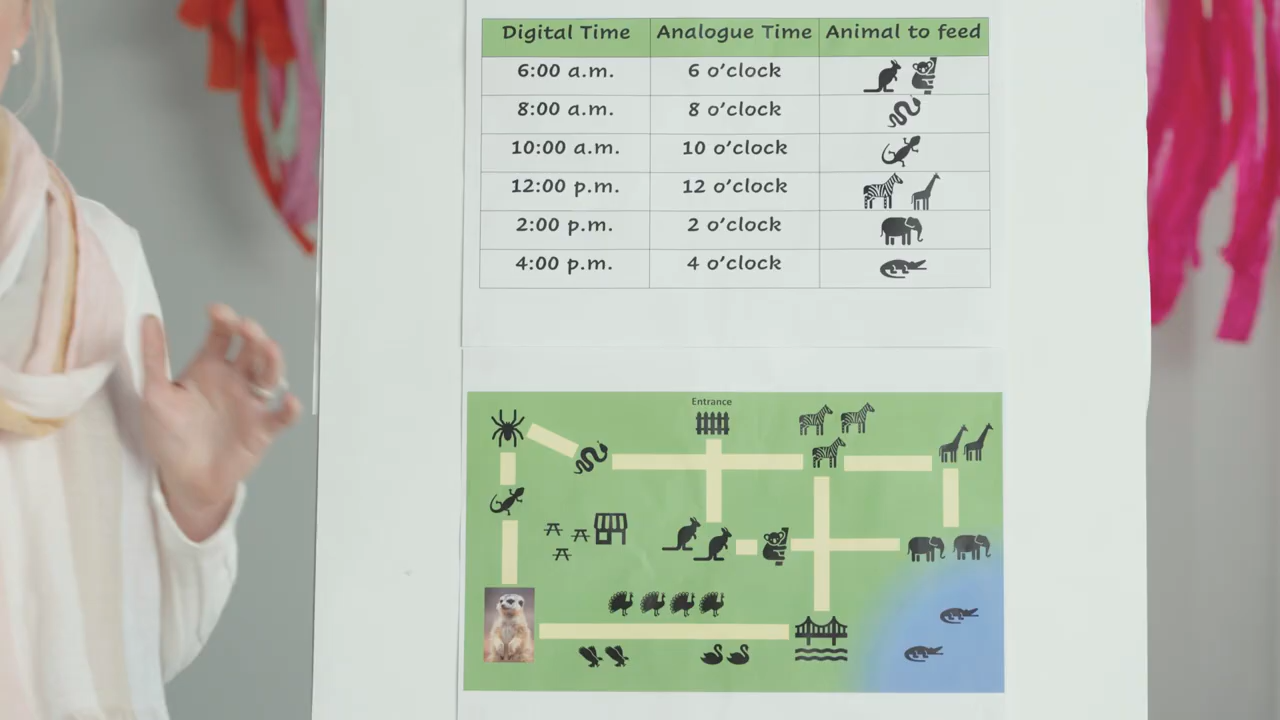 Digital Time Analogue Time Animal to feed
6:00 a.m. 6 o'clock
8:00 a.m. 8 o'clock
10:00 a.m. 10 o'clock
12:00 p.m. 12 o'clock
2:00 p.m. 2 o'clock
4:00 p.m. 4 o'clock
Entrance